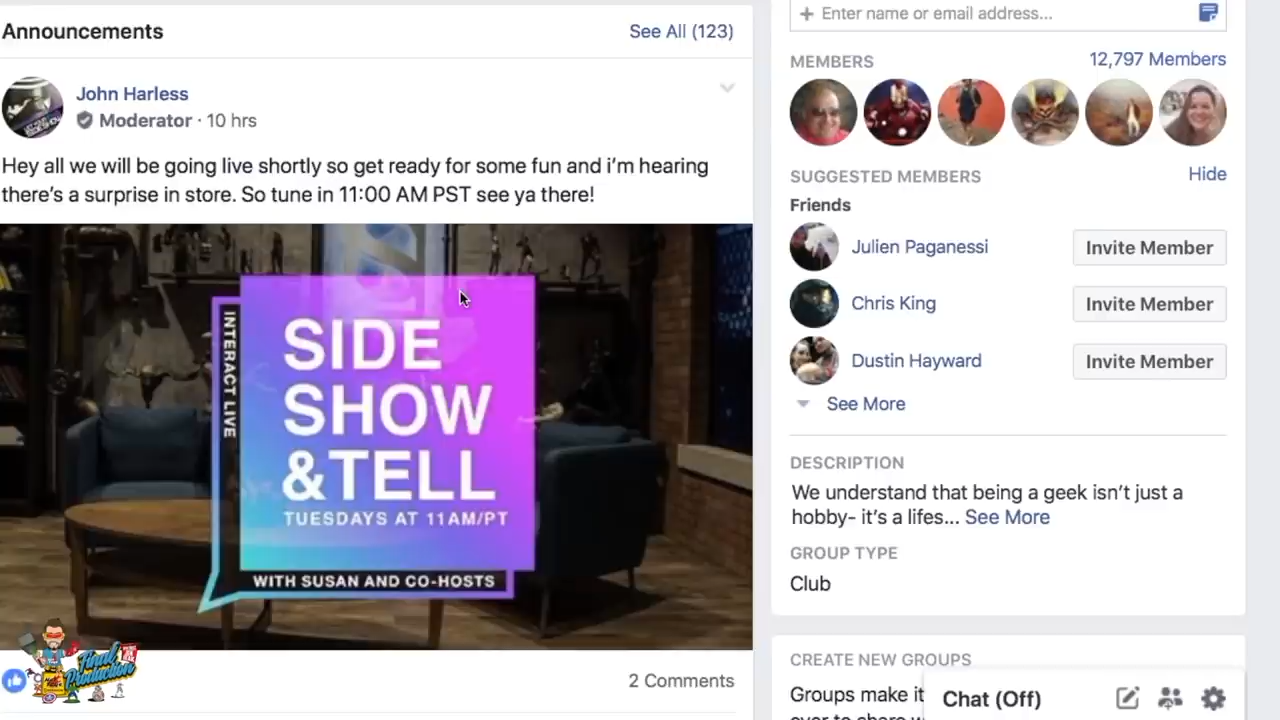 Announcements
See All (123)
John Harless
Moderator · 10 hrs
Hey all we will be going live shortly so get ready for some fun and i'm hearing
there's a surprise in store. So tune in 11:00 AM PST see ya there!
INTERACT LIVE
SIDE
SHOW
&TELL
TUESDAYS AT 11AM/PT
WITH SUSAN AND CO-HOSTS
Final
Production
2 Comments
+ Enter name or email address...
MEMBERS
12,797 Members
SUGGESTED MEMBERS
Hide
Friends
Julien Paganessi
Invite Member
Chris King
Invite Member
Dustin Hayward
Invite Member
See More
DESCRIPTION
We understand that being a geek isn't just a
hobby- it's a lifes... See More
GROUP TYPE
Club
CREATE NEW GROUPS
Groups make it
Chat (Off)